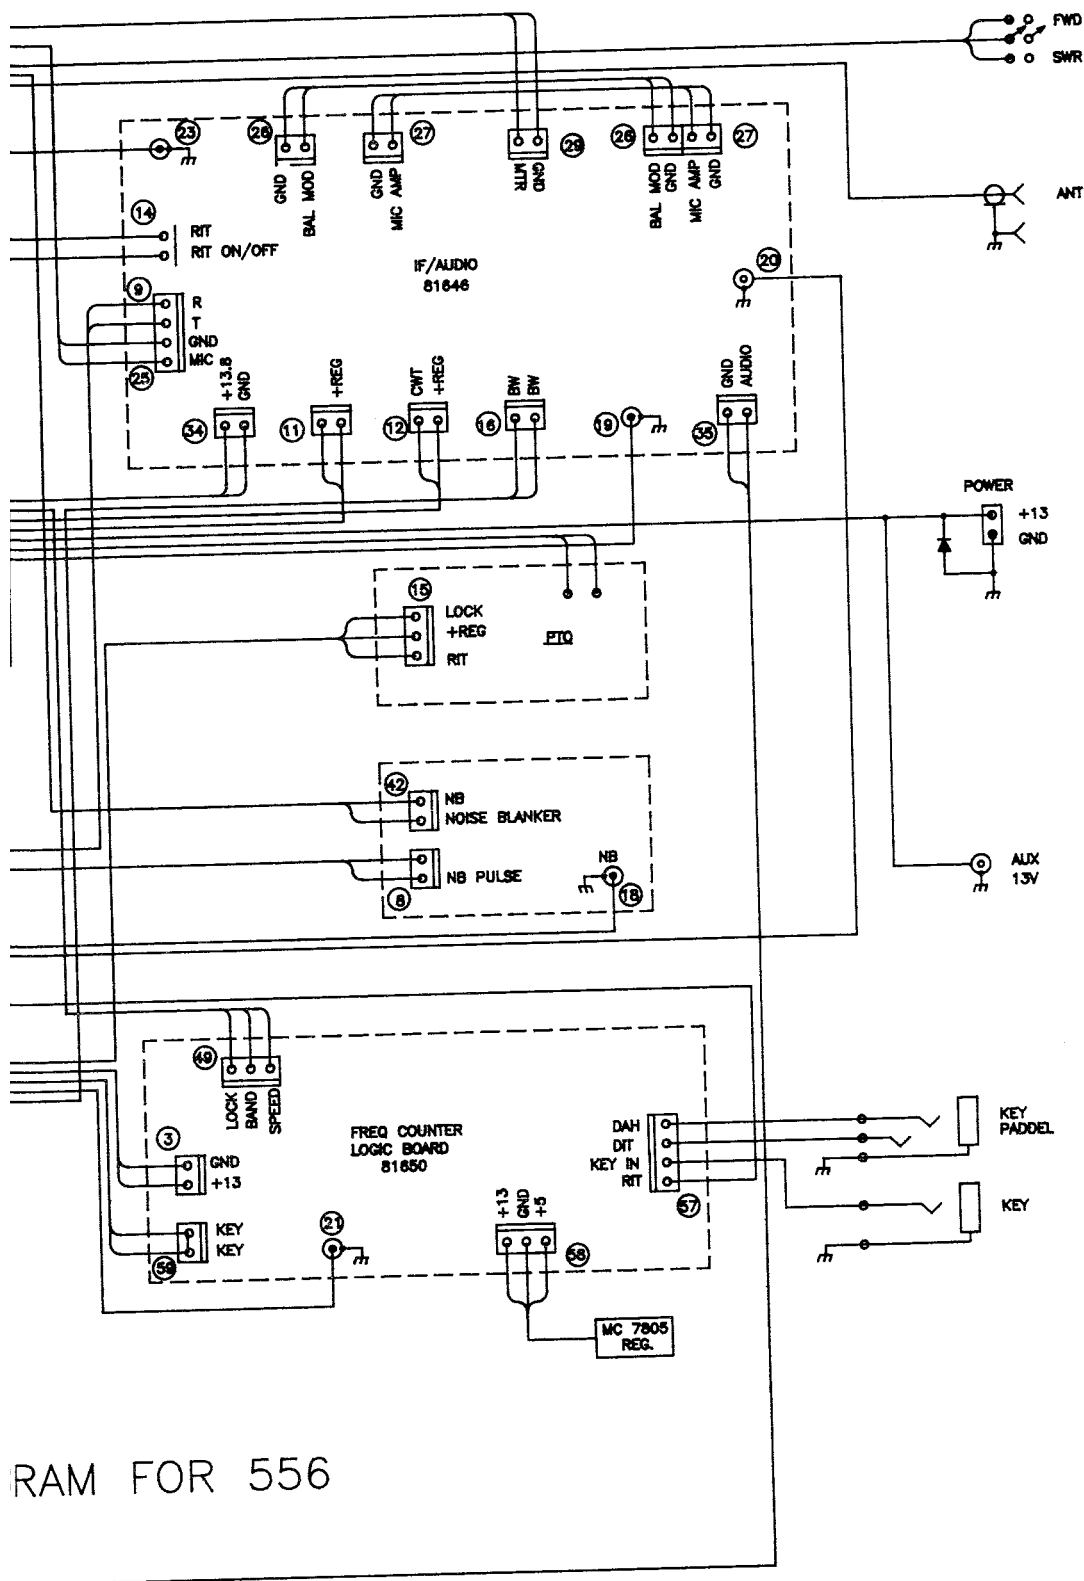 FWD
SWR
23
28
27
29
26
27
GND
BAL MOD
GND
MIC AMP
MTR
GND
BAL MOD
GND
MIC AMP
GND
ANT
14
RIT
RIT ON/OFF
IF/AUDIO
81646
20
9
R
T
GND
MIC
25
+13.8
GND
+REG
CWT
+REG
BW
BW
GND
AUDIO
34
11
12
16
19
35
POWER
+13
GND
15
LOCK
+REG
RIT
PTO
42
NB
NOISE BLANKER
NB PULSE
8
NB
18
AUX
13V
49
LOCK
BAND
SPEED
FREQ COUNTER
LOGIC BOARD
81650
DAH
DIT
KEY IN
RIT
57
KEY
PADDEL
3
GND
+13
KEY
KEY
59
21
+13
GND
+5
58
KEY
MC 7805
REG.
RAM FOR 556